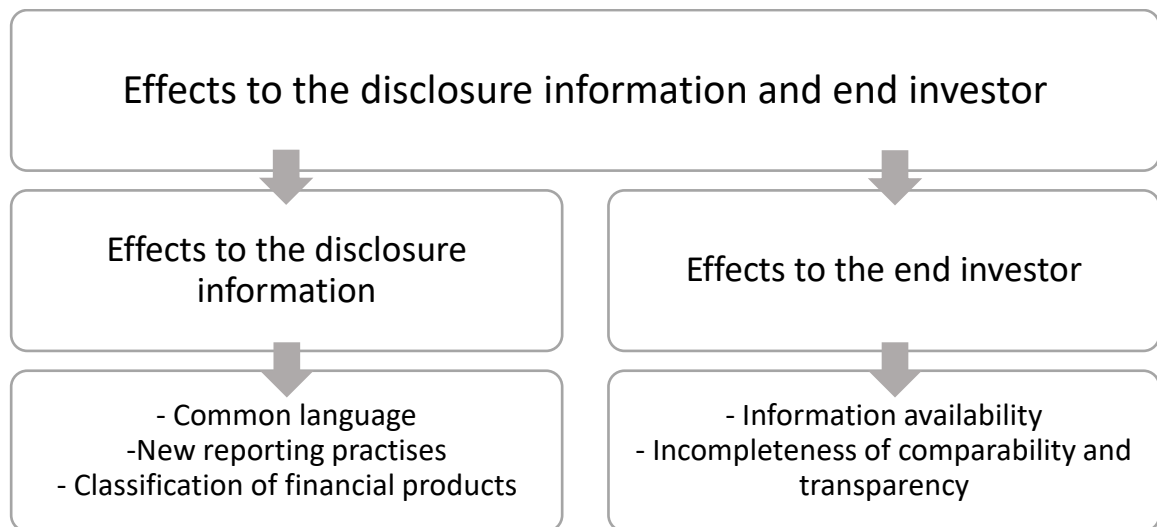 Effects to the disclosure information and end investor
Effects to the disclosure
information
Effects to the end investor
- Common language
-New reporting practises
- Classification of financial products
- Information availability
- Incompleteness of comparability and
transparency